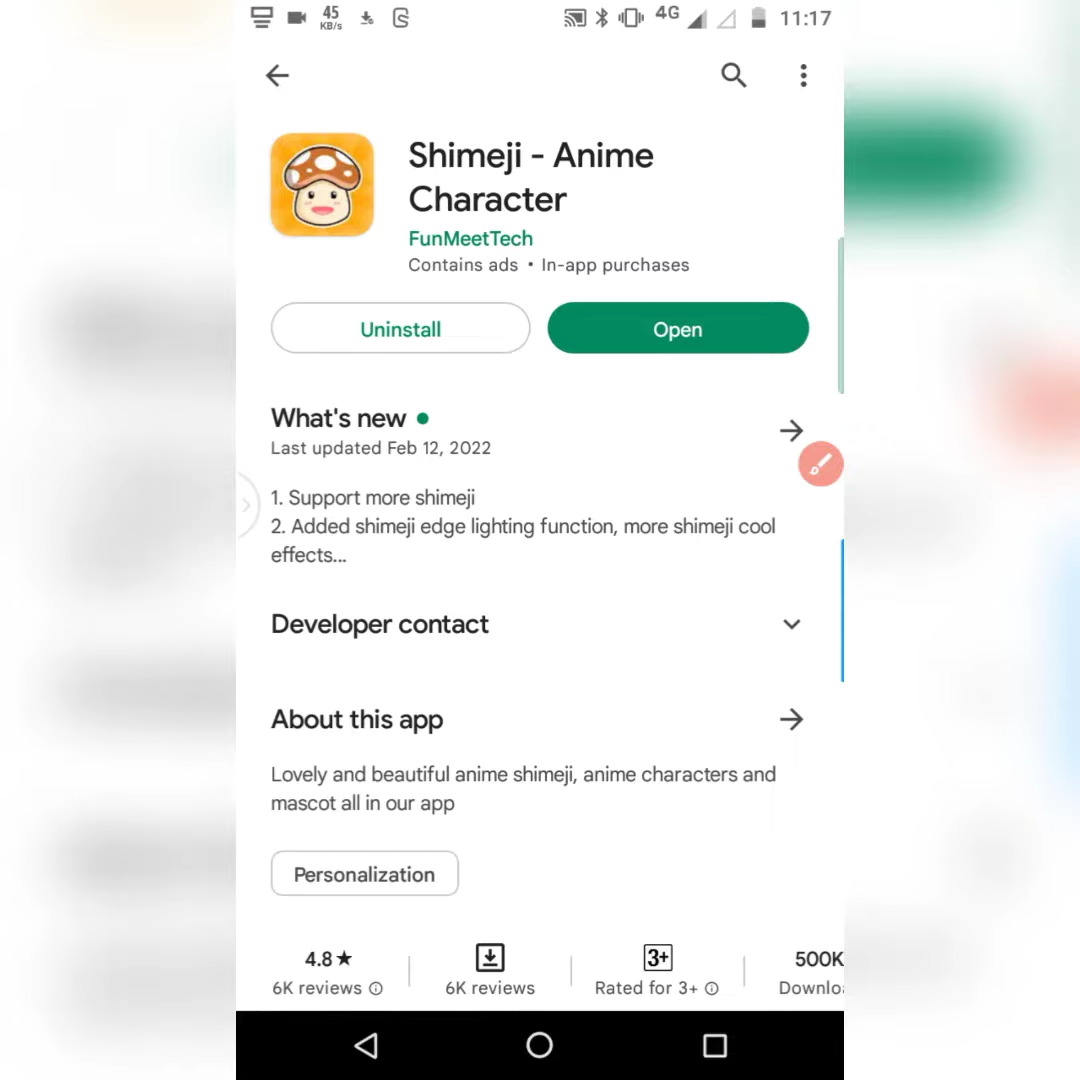 45
KB/s
4G
11:17
Shimeji - Anime
Character
FunMeetTech
Contains ads • In-app purchases
Uninstall
Open
What's new
Last updated Feb 12, 2022
1. Support more shimeji
2. Added shimeji edge lighting function, more shimeji cool
effects...
Developer contact
About this app
Lovely and beautiful anime shimeji, anime characters and
mascot all in our app
Personalization
4.8★
3+
500K
6K reviews
6K reviews
Rated for 3+
Downlo